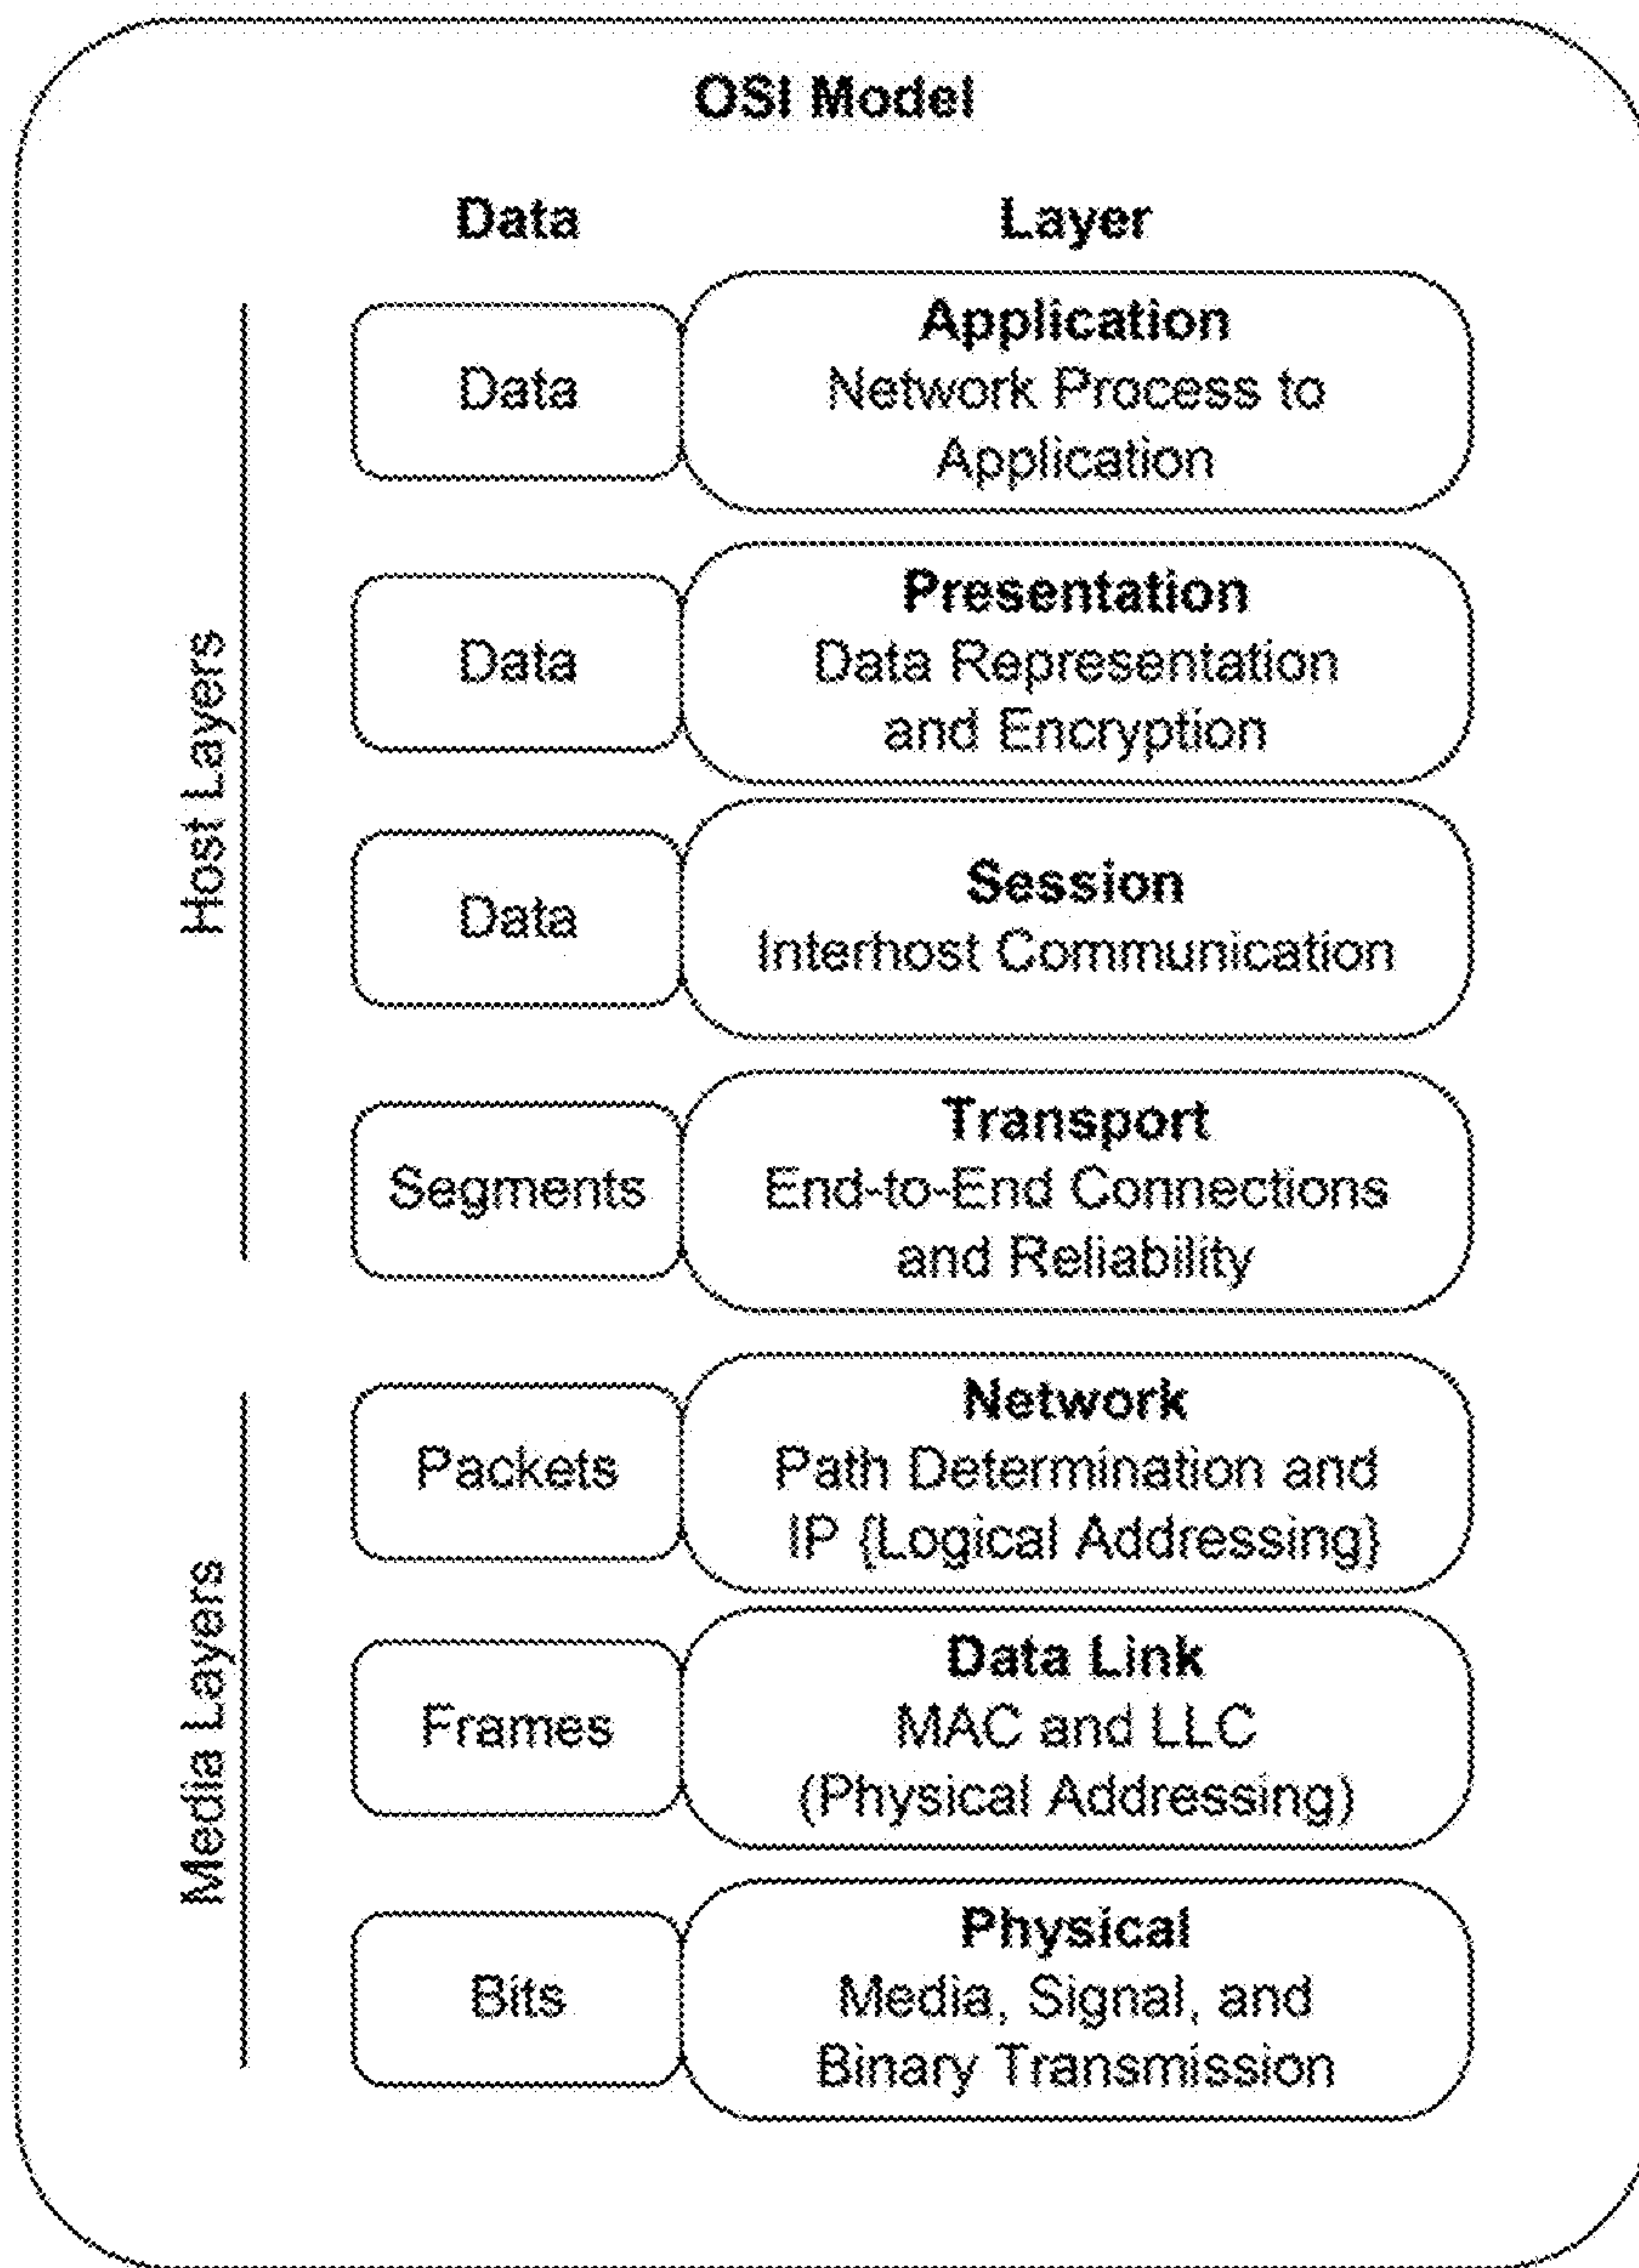 OSI Model
Data
Layer
Host Layers
Data
Application
Network Process to
Application
Data
Presentation
Data Representation
and Encryption
Data
Session
Interhost Communication
Segments
Transport
End-to-End Connections
and Reliability
Media Layers
Packets
Network
Path Determination and
IP (Logical Addressing)
Frames
Data Link
MAC and LLC
(Physical Addressing)
Bits
Physical
Media, Signal, and
Binary Transmission